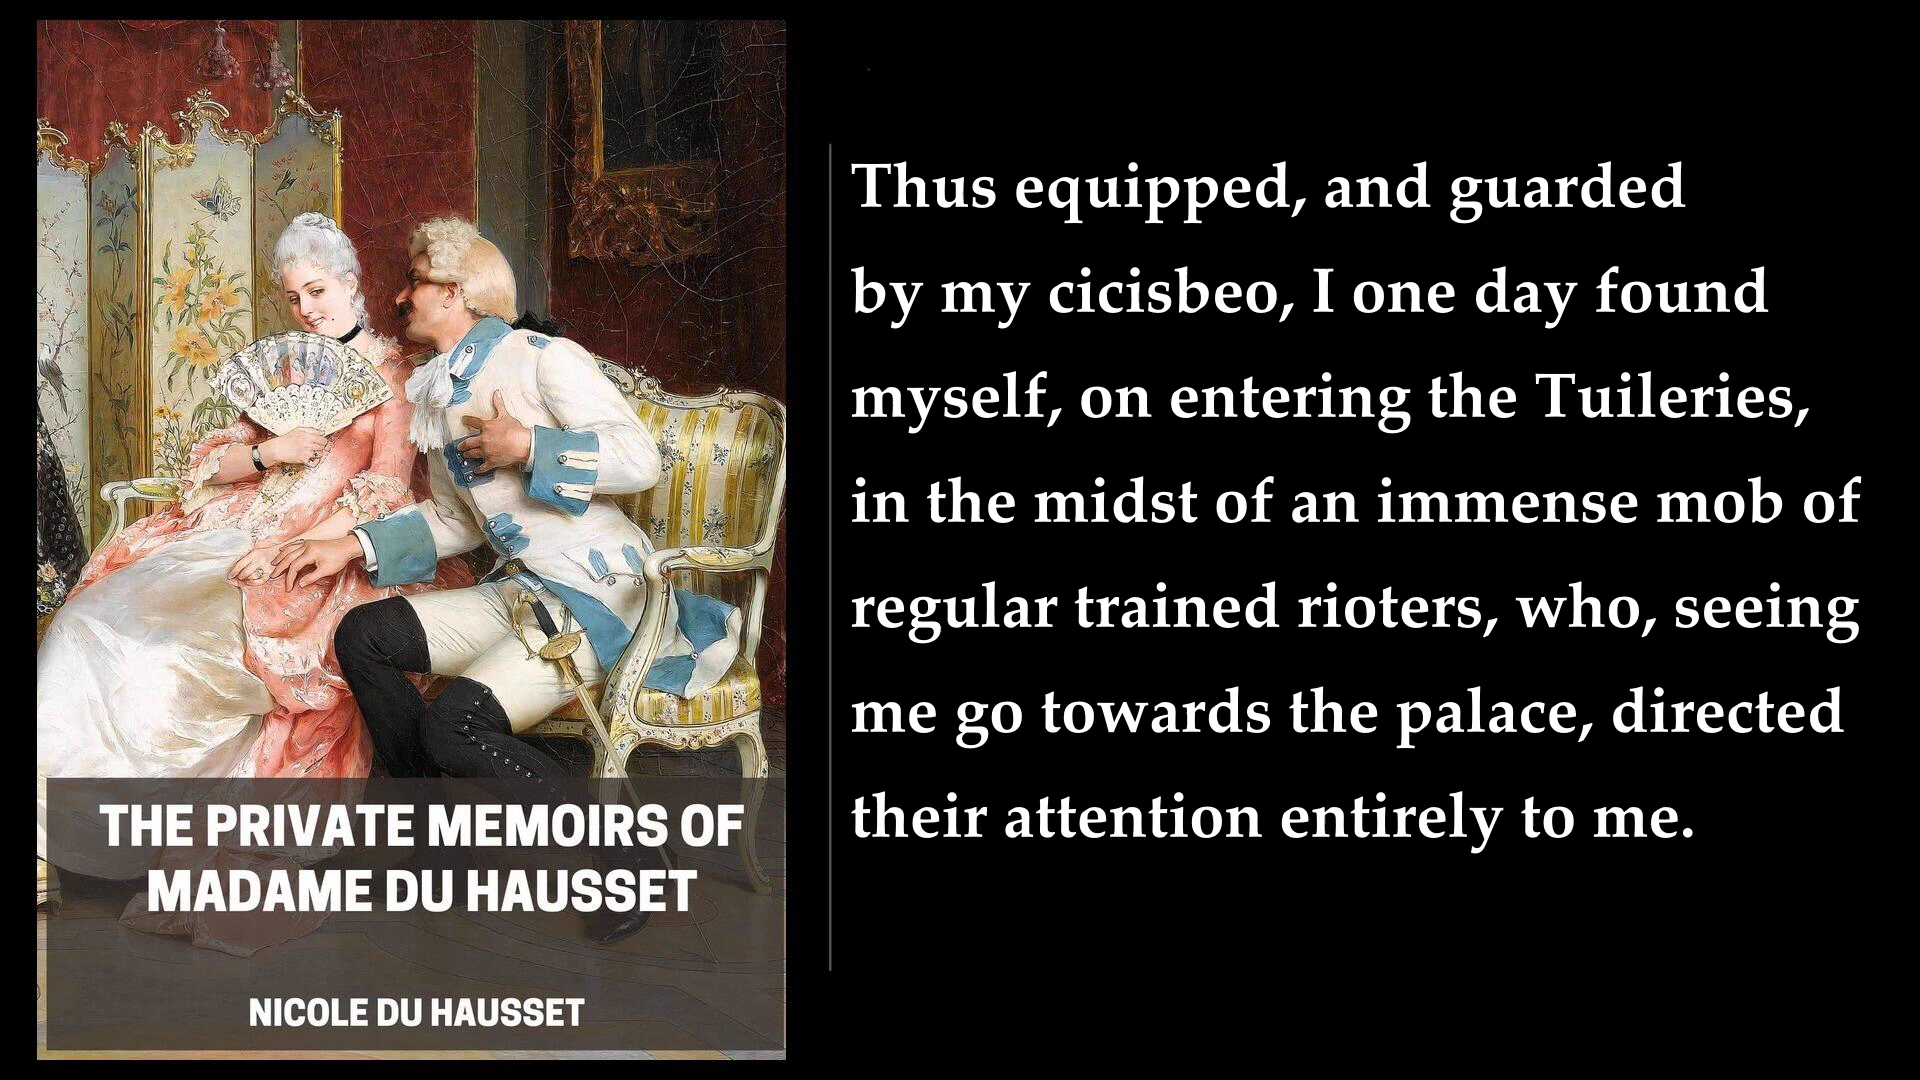 THE PRIVATE MEMOIRS OF
MADAME DU HAUSSET
NICOLE DU HAUSSET
Thus equipped, and guarded
by my cicisbeo, I one day found
myself, on entering the Tuileries,
in the midst of an immense mob of
regular trained rioters, who, seeing
me go towards the palace, directed
their attention entirely to me.